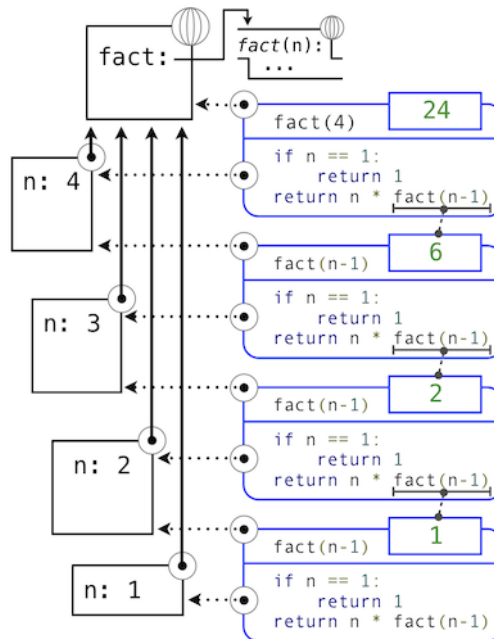 fact:
fact(n):
...
24
fact(4)
if n == 1:
return 1
return n * fact(n-1)
n: 4
6
fact(n-1)
if n == 1:
return 1
return n * fact(n-1)
n: 3
2
fact(n-1)
if n == 1:
return 1
return n * fact(n-1)
n: 2
1
fact(n-1)
if n == 1:
return 1
return n * fact(n-1)
n: 1